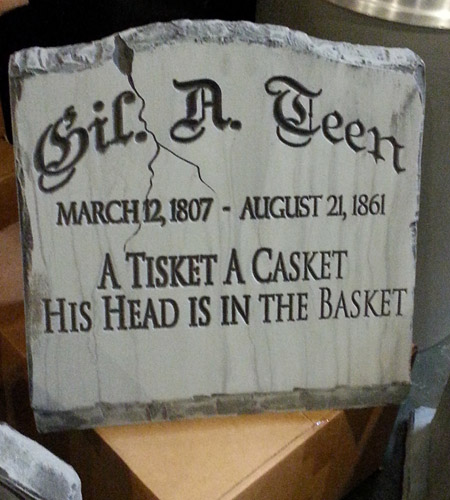 Gil. A. Teen
MARCH 12, 1807 - AUGUST 21, 1861
A TISKET A CASKET
HIS HEAD IS IN THE BASKET